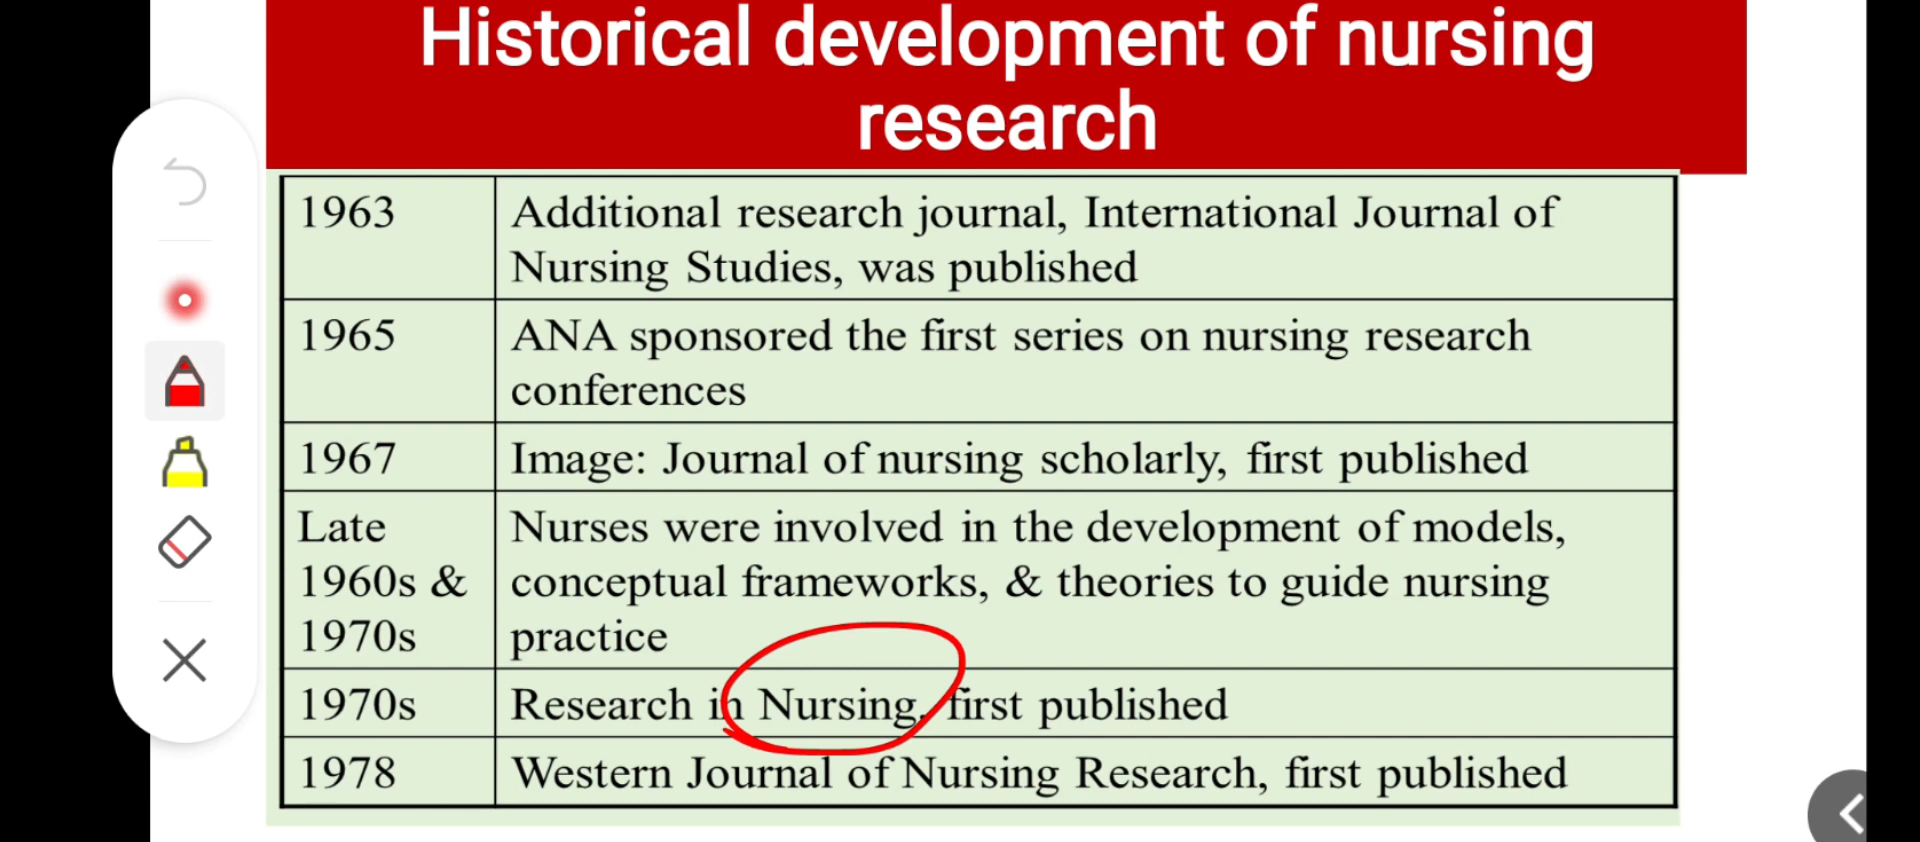 Historical development of nursing
research
1963
Additional research journal, International Journal of
Nursing Studies, was published
1965
ANA sponsored the first series on nursing research
conferences
1967
Image: Journal of nursing scholarly, first published
Late
1960s &
1970s
Nurses were involved in the development of models,
conceptual frameworks, & theories to guide nursing
practice
1970s
Research in Nursing, first published
1978
Western Journal of Nursing Research, first published